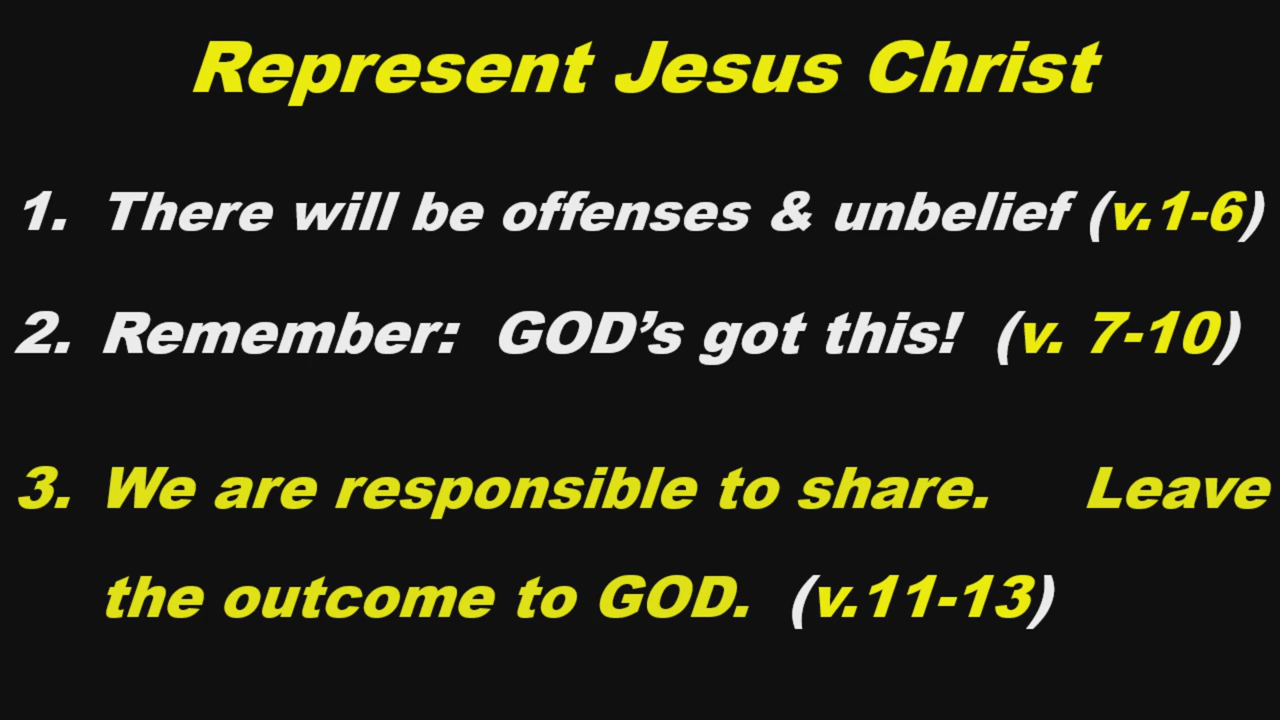 Represent Jesus Christ
1. There will be offenses & unbelief (v.1-6)
2. Remember: GOD’s got this! (v. 7-10)
3. We are responsible to share. Leave
the outcome to GOD. (v.11-13)